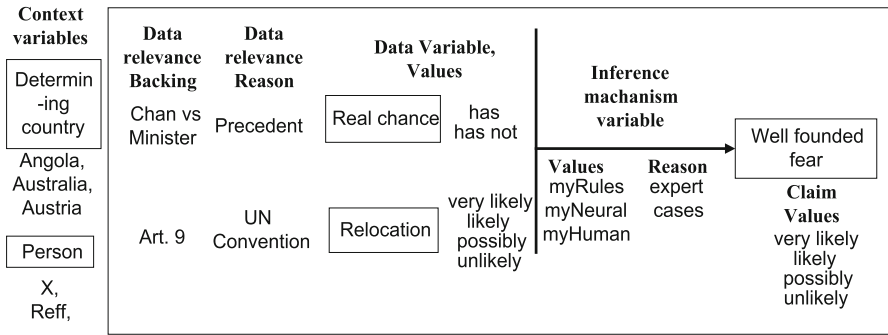 Context
variables
Determin
-ing
country
Angola,
Australia,
Austria
Person
X,
Reff,
Data
relevance
Backing
Chan vs
Minister
Art. 9
Data
relevance
Reason
Precedent
UN
Convention
Data Variable,
Values
Real chance
has
has not
Relocation
very likely
likely
possibly
unlikely
Inference
machanism
variable
Values
myRules
myNeural
myHuman
Reason
expert
cases
Well founded
fear
Claim
Values
very likely
likely
possibly
unlikely